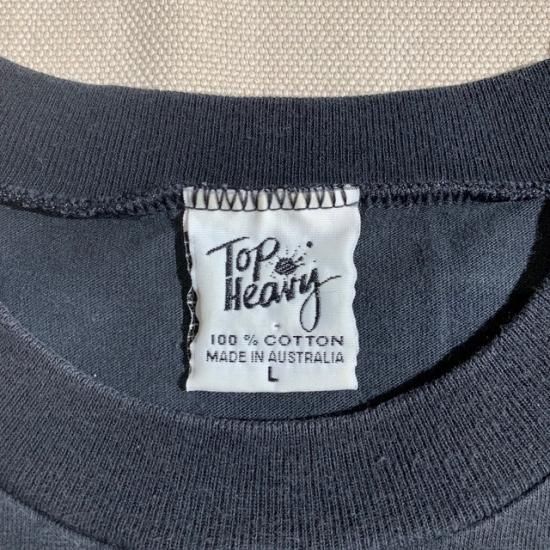 Top
Heavy
100 % COTTON
MADE IN AUSTRALIA
L